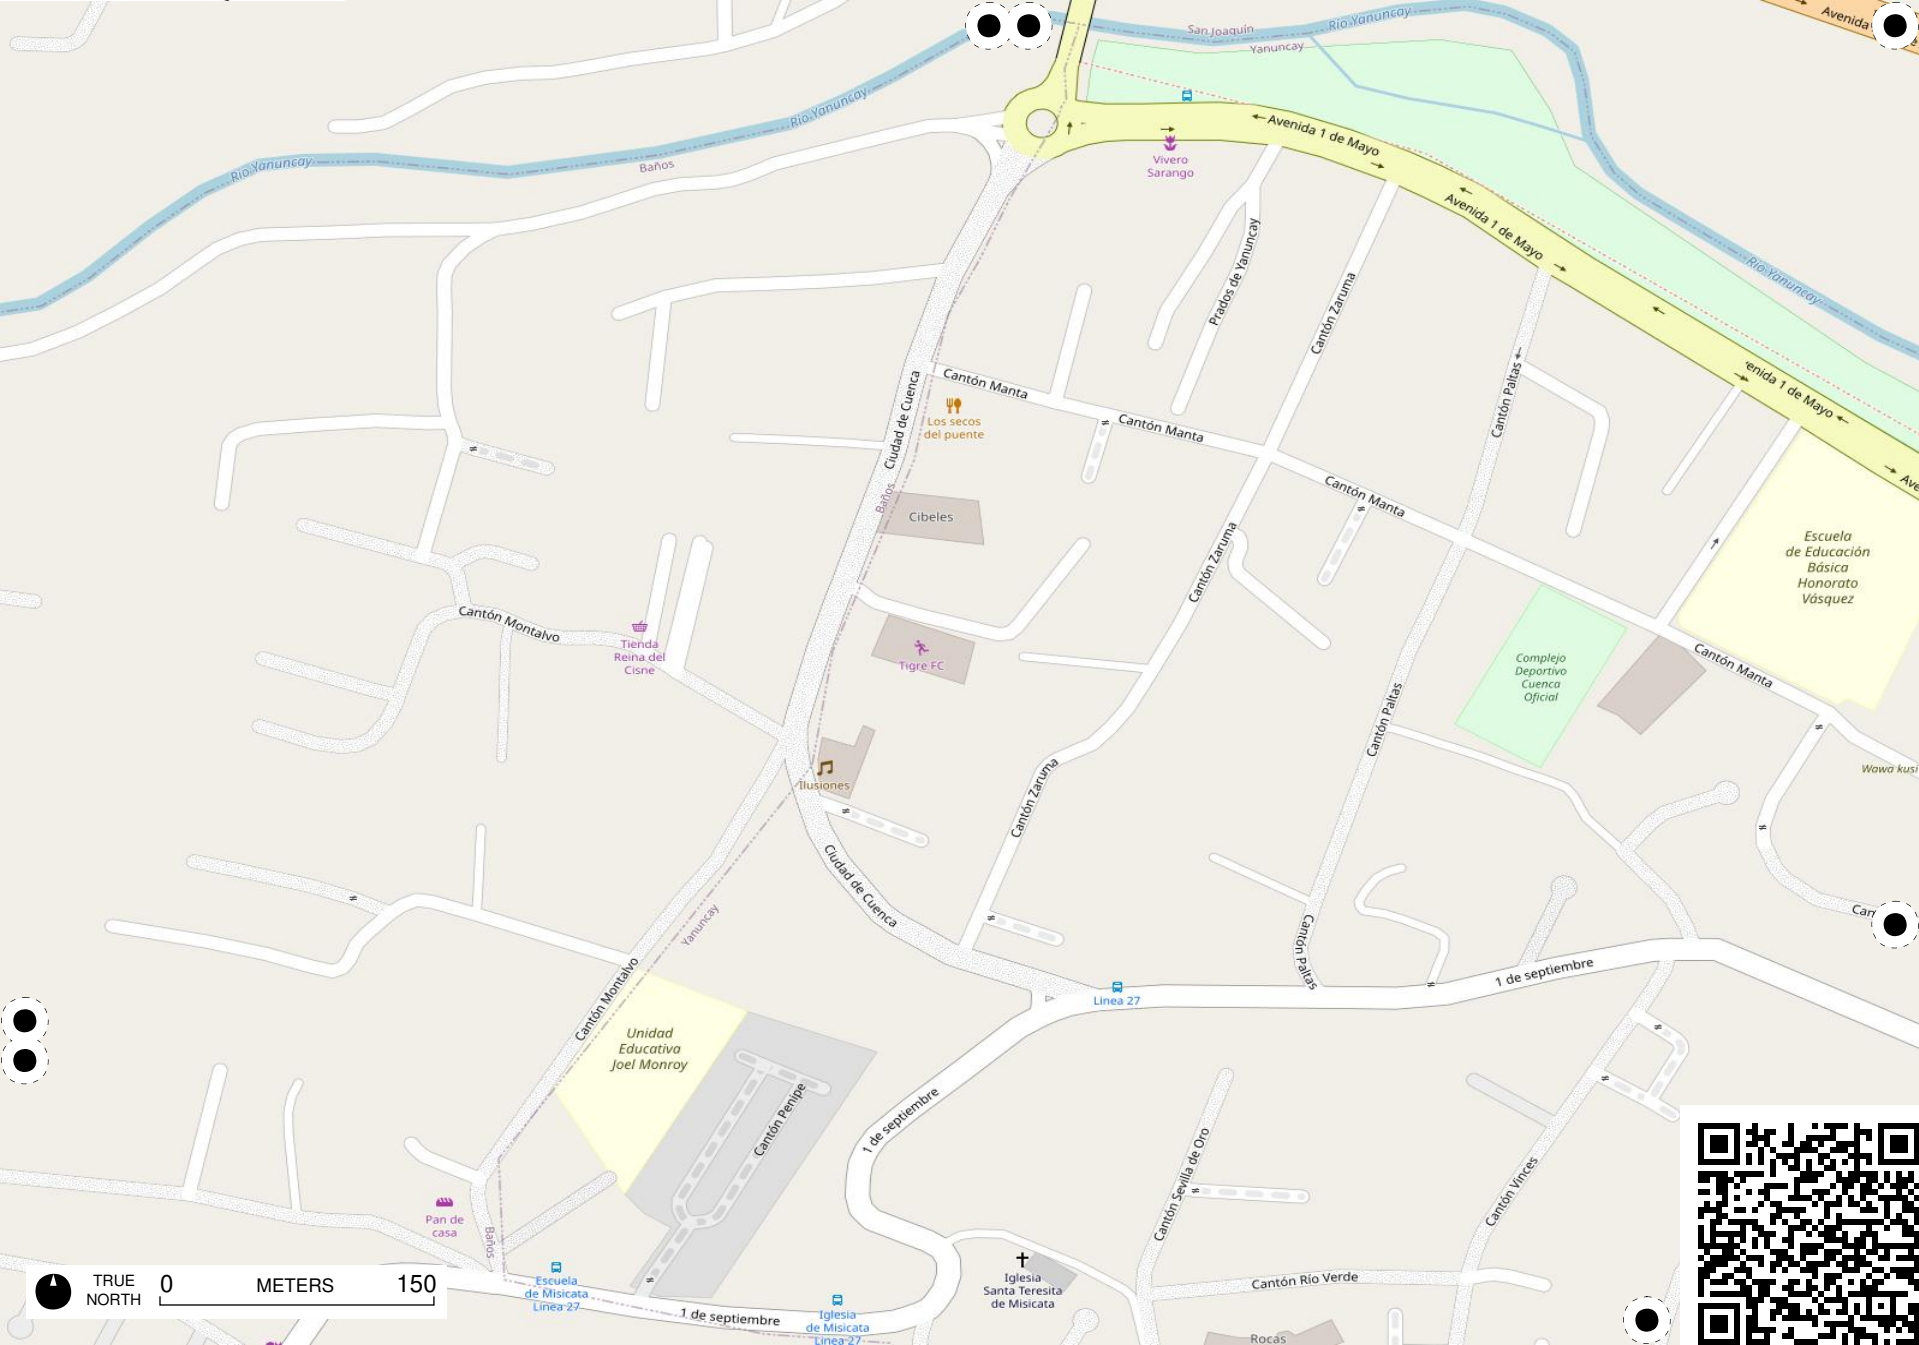 San Joaquín
Yanuncay
Río Yanuncay
Avenida
Río Yanuncay
Río Yanuncay
Baños
Avenida 1 de Mayo
Vivero
Sarango
Avenida 1 de Mayo
Río Yanuncay
Prados de Yanuncay
Cantón Zaruma
Cantón Paltas
enida 1 de Mayo
Ave
Ciudad de Cuenca
Cantón Manta
Los secos
del puente
Cantón Manta
Cantón Manta
Baños
Cibeles
Cantón Zaruma
Escuela
de Educación
Básica
Honorato
Vásquez
Cantón Montalvo
Tienda
Reina del
Cisne
Tigre FC
Complejo
Deportivo
Cuenca
Oficial
Cantón Manta
Cantón Paltas
Wawa kusi
Ilusiones
Cantón Zaruma
Ciudad de Cuenca
Yanuncay
Cantón Paltas
Can
Cantón Montalvo
Linea 27
1 de septiembre
Unidad
Educativa
Joel Monroy
Cantón Penipe
1 de septiembre
Cantón Sevilla de Oro
Cantón Vinces
Pan de
casa
Baños
Escuela
de Misicata
Linea 27
1 de septiembre
Iglesia
de Misicata
Linea 27
Iglesia
Santa Teresita
de Misicata
Cantón Río Verde
Rocas
TRUE
NORTH
0 METERS 150